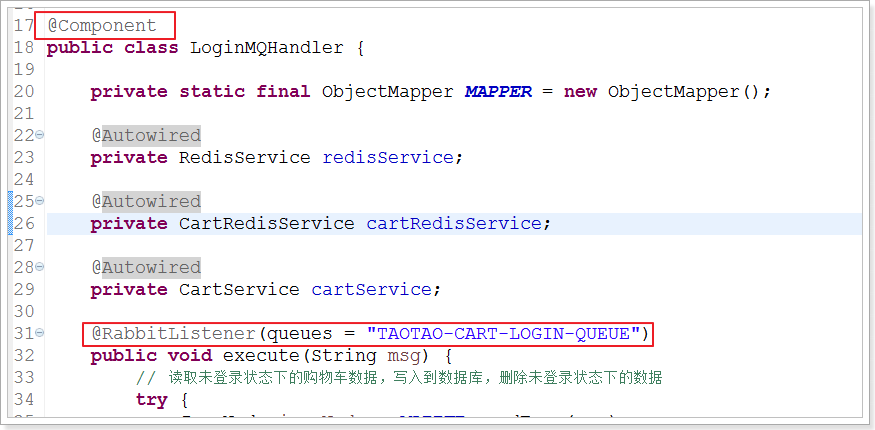 17 @Component
18 public class LoginMQHandler {
19
20 private static final ObjectMapper MAPPER = new ObjectMapper();
21
22 @Autowired
23 private RedisService redisService;
24
25 @Autowired
26 private CartRedisService cartRedisService;
27
28 @Autowired
29 private CartService cartService;
30
31 @RabbitListener(queues = "TAOTAO-CART-LOGIN-QUEUE")
32 public void execute(String msg) {
33 // 读取未登录状态下的购物车数据，写入到数据库，删除未登录状态下的数据
34 try {